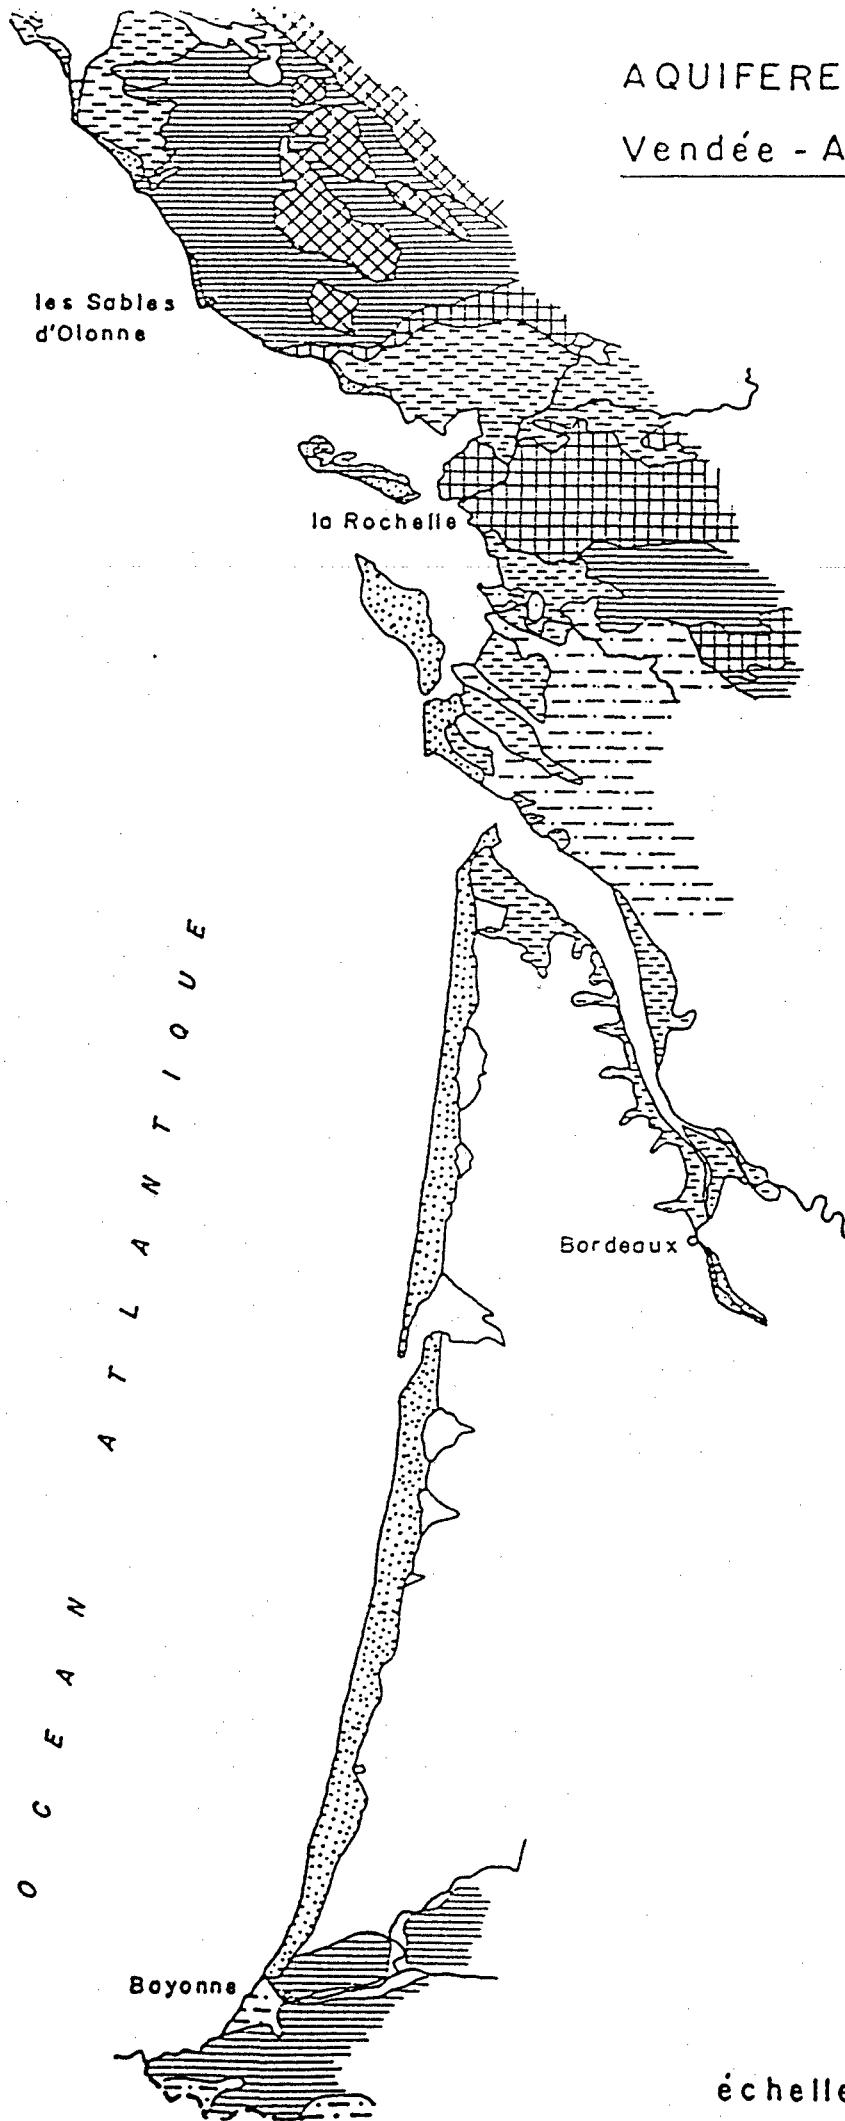 AQUIFERE
Vendée - A
les Sables
d'Olonne
la Rochelle
OCEAN ATLANTIQUE
Bordeaux
Bayonne
échelle